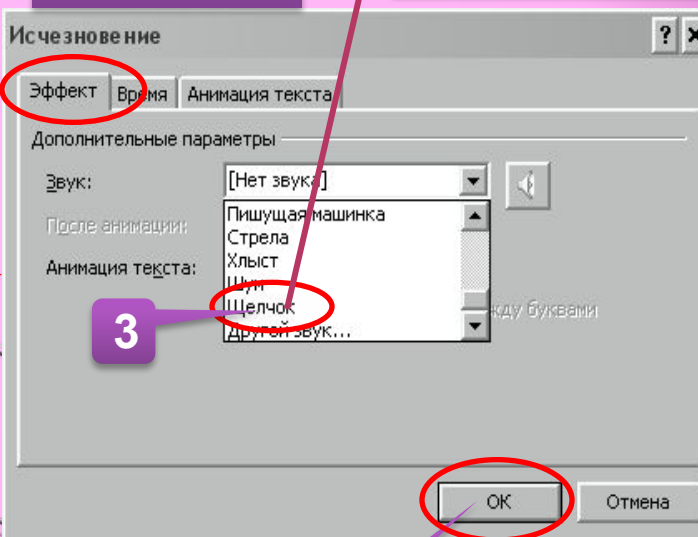 Исчезновение
Эффект Время Анимация текста
Дополнительные параметры
Звук: [Нет звука]
После анимации:
Пишущая машинка
Стрела
Хлыст
Анимация текста:
Шум
Щелчок
жду буквами
Другой звук...
3
ОК Отмена